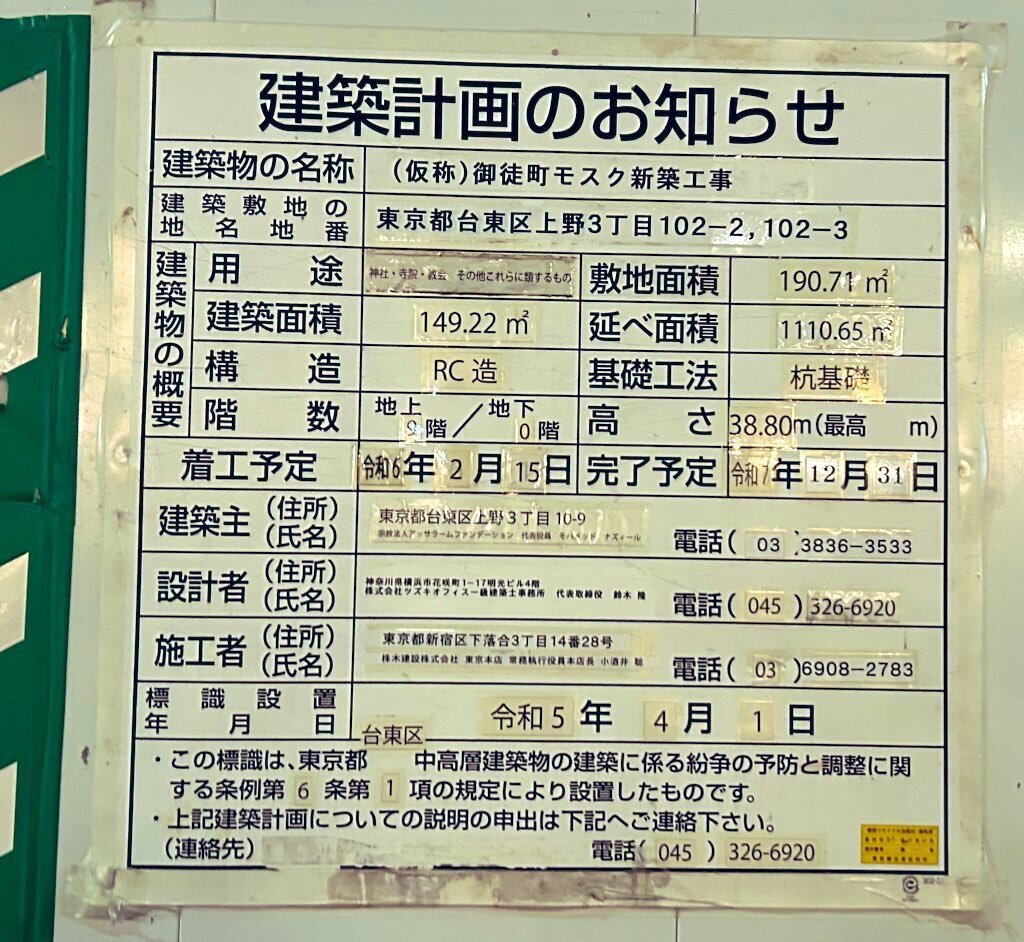 建築計画のお知らせ
建築物の名称 （仮称）御徒町モスク新築工事
建築敷地の地名地番 東京都台東区上野3丁目102−2，102−3
建築物の概要
用途 神社・寺院・教会 その他これらに類するもの 敷地面積 190.71 ㎡
建築面積 149.22 ㎡ 延べ面積 1110.65 ㎡
構造 RC 造 基礎工法 杭基礎
階数 地上 9 階／地下 0 階 高さ 38.80m（最高 m）
着工予定 令和6年 2 月 15日 完了予定 令和7年 12月 31日
建築主 （住所） 東京都台東区上野3丁目10-9
（氏名） 宗教法人アッサラームファンデーション 代表役員 モハメッド ナズィール 電話（ 03 ）3836−3533
設計者 （住所） 神奈川県横浜市花咲町1−17明光ビル4階
（氏名） 株式会社ツズキオフィス一級建築士事務所 代表取締役 鈴木 隆 電話（ 045 ）326-6920
施工者 （住所） 東京都新宿区下落合3丁目14番28号
（氏名） 株木建設株式会社 東京本店 常務執行役員本店長 小酒井 聡 電話（ 03 ）6908−2783
標識設置年月日 令和5年 4月 1日
・この標識は、東京都台東区中高層建築物の建築に係る紛争の予防と調整に関
する条例第 6 条第 1 項の規定により設置したものです。
・上記建築計画についての説明の申出は下記へご連絡下さい。
（連絡先） 電話（ 045 ）326-6920